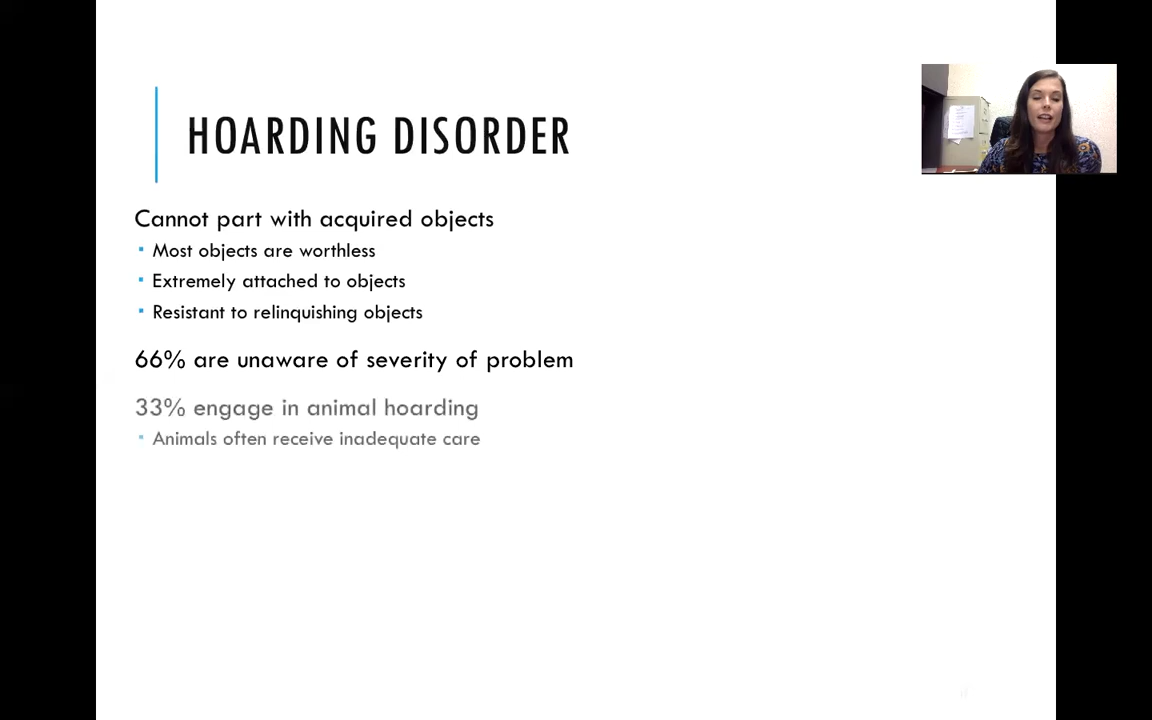 HOARDING DISORDER
Cannot part with acquired objects
▪ Most objects are worthless
▪ Extremely attached to objects
▪ Resistant to relinquishing objects
66% are unaware of severity of problem
33% engage in animal hoarding
▪ Animals often receive inadequate care